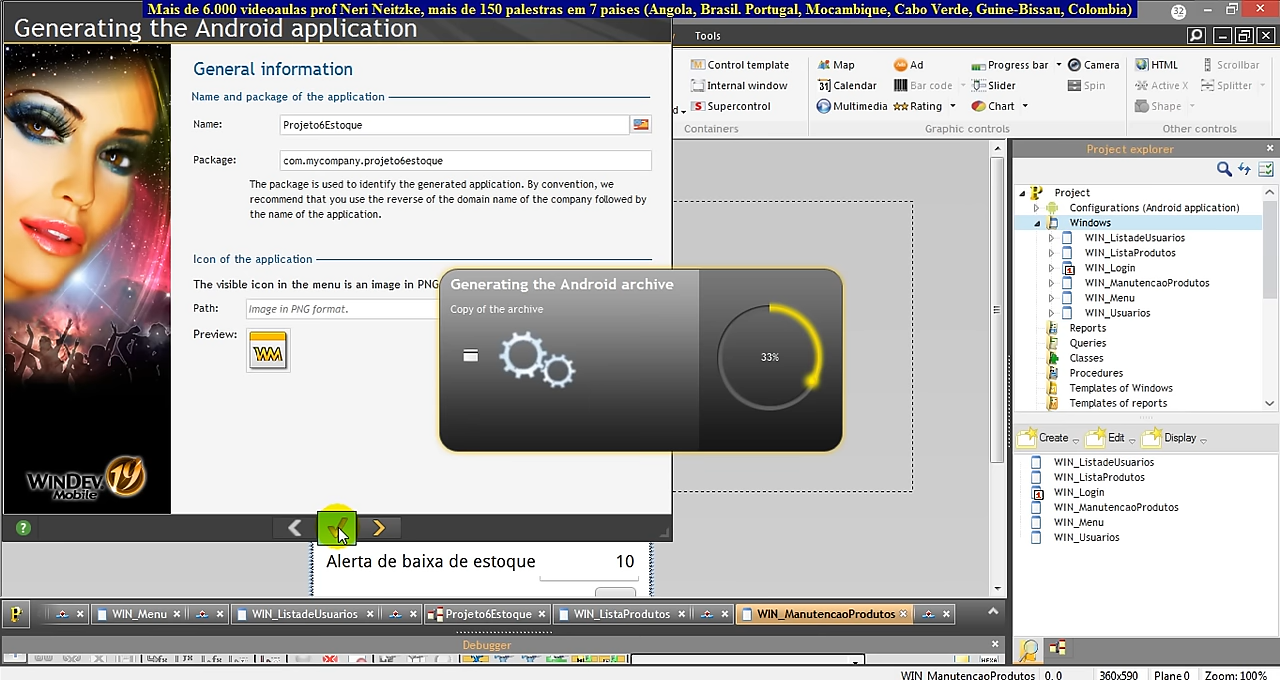 Mais de 6.000 videoaulas prof Neri Neitzke, mais de 150 palestras em 7 paises (Angola, Brasil. Portugal, Mocambique, Cabo Verde, Guine-Bissau, Colombia)
32
Generating the Android application
Tools
General information
Name and package of the application
Name:
Projeto6Estoque
Package:
com.mycompany.projeto6estoque
The package is used to identify the generated application. By convention, we
recommend that you use the reverse of the domain name of the company followed by
the name of the application.
Icon of the application
The visible icon in the menu is an image in PNG
Path:
Image in PNG format.
Preview:
WM
WINDEV 19
Mobile
Generating the Android archive
Copy of the archive
33%
Control template
Internal window
Supercontrol
Containers
Map
Calendar
Multimedia
Ad
Bar code
Rating
Progress bar
Slider
Chart
Camera
Spin
Graphic controls
HTML
Active X
Shape
Scrollbar
Splitter
Other controls
Project explorer
Project
Configurations (Android application)
Windows
WIN_ListadeUsuarios
WIN_ListaProdutos
WIN_Login
WIN_ManutencaoProdutos
WIN_Menu
WIN_Usuarios
Reports
Queries
Classes
Procedures
Templates of Windows
Templates of reports
Create
Edit
Display
WIN_ListadeUsuarios
WIN_ListaProdutos
WIN_Login
WIN_ManutencaoProdutos
WIN_Menu
WIN_Usuarios
Alerta de baixa de estoque 10
WIN_Menu
WIN_ListadeUsuarios
Projeto6Estoque
WIN_ListaProdutos
WIN_ManutencaoProdutos
Debugger
WIN_ManutencaoProdutos 0, 0 360x590 Plane 0 Zoom: 100%